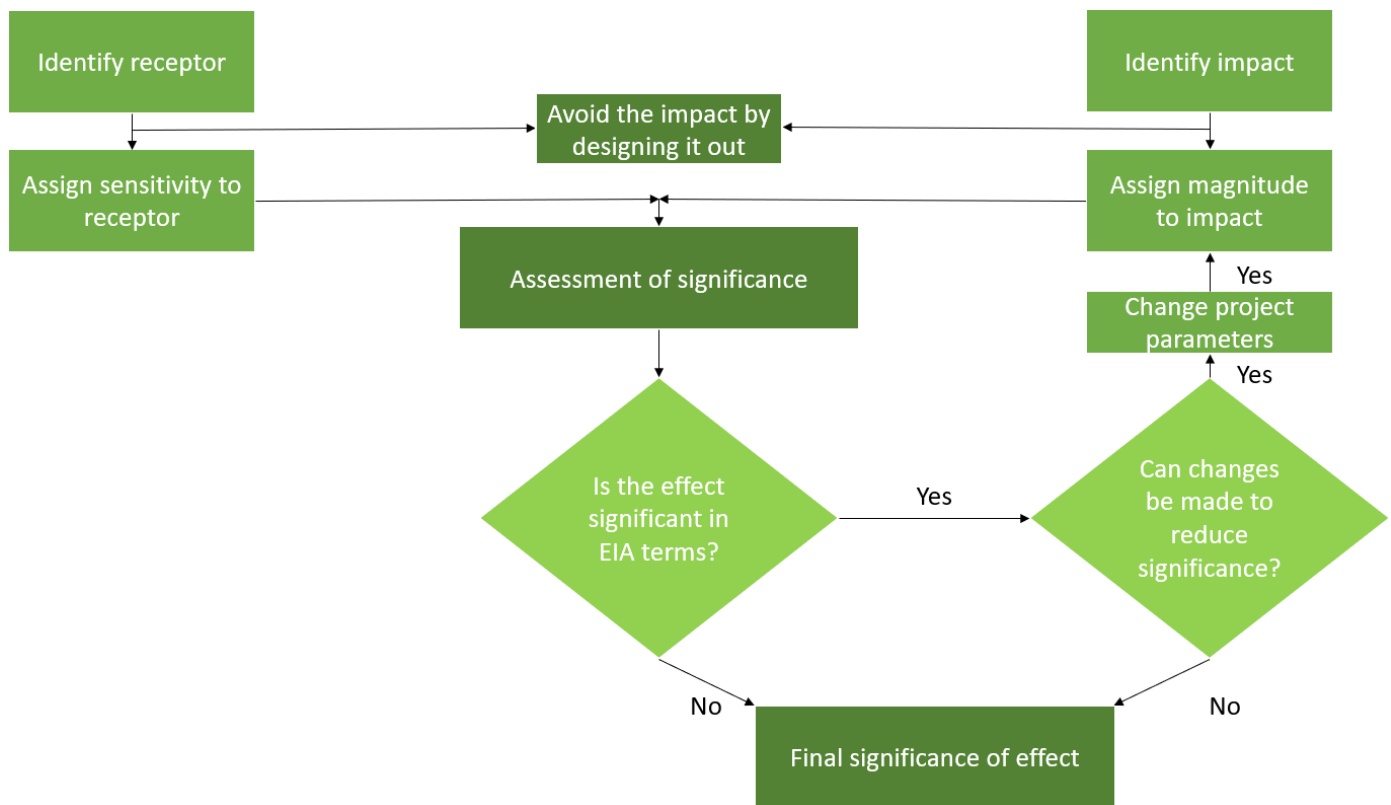 Identify receptor
Identify impact
Avoid the impact by
designing it out
Assign sensitivity to
receptor
Assign magnitude
to impact
Assessment of significance
Yes
Change project
parameters
Yes
Is the effect
significant in
EIA terms?
Yes
Can changes
be made to
reduce
significance?
No
No
Final significance of effect